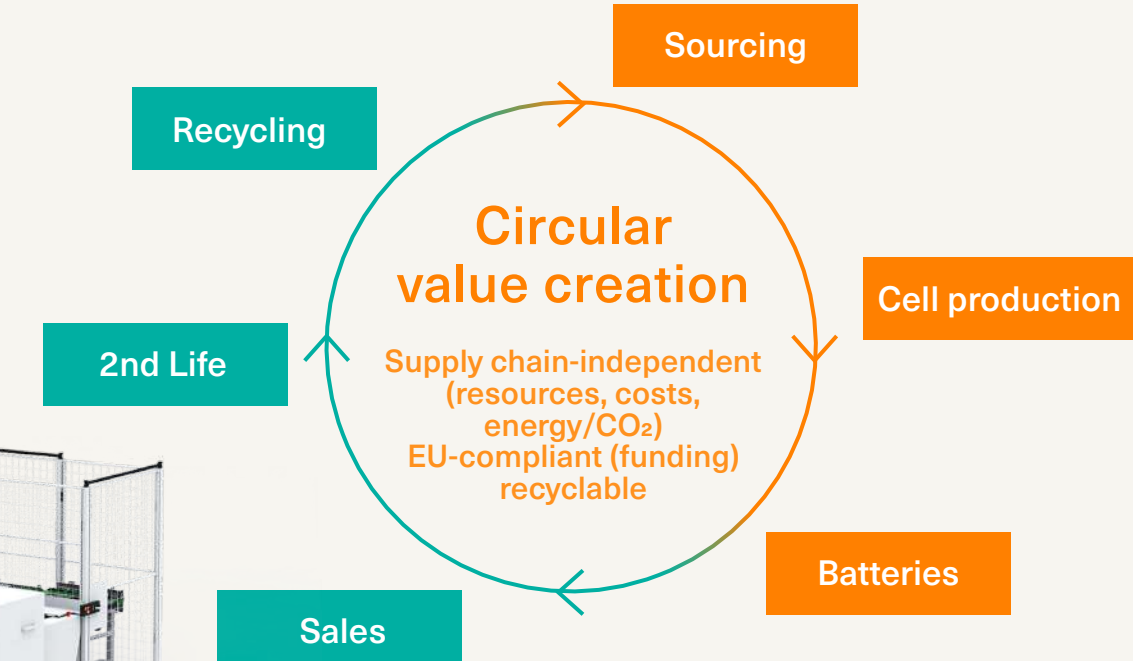 Sourcing
Recycling
Circular
value creation
Cell production
2nd Life
Supply chain-independent
(resources, costs,
energy/CO₂)
EU-compliant (funding)
recyclable
Batteries
Sales